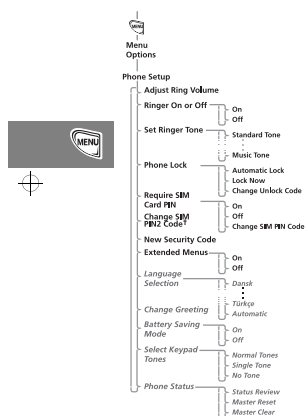 MENU
Menu
Options
Phone Setup
Adjust Ring Volume
Ringer On or Off
On
Off
Set Ringer Tone
Standard Tone
Music Tone
Phone Lock
Automatic Lock
Lock Now
Change Unlock Code
Require SIM
Card PIN
On
Off
Change SIM PIN Code
Change SIM
PIN2 Code†
New Security Code
Extended Menus
On
Off
Language
Selection
Dansk
Türkçe
Automatic
Change Greeting
Battery Saving
Mode
On
Off
Select Keypad
Tones
Normal Tones
Single Tone
No Tone
Phone Status
Status Review
Master Reset
Master Clear
MENU